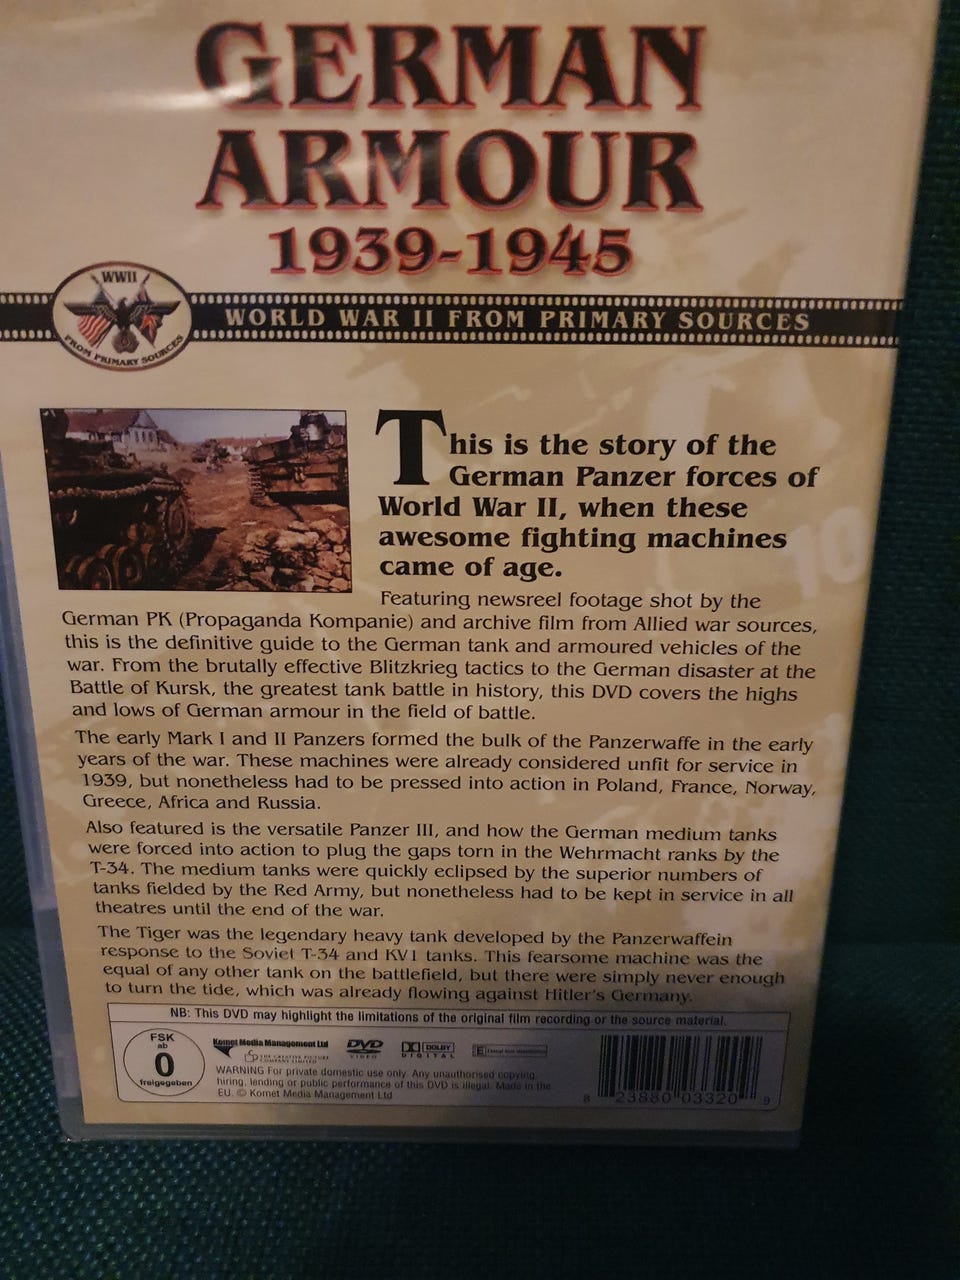 GERMAN
ARMOUR
1939-1945
WWII
FROM PRIMARY SOURCES
WORLD WAR II FROM PRIMARY SOURCES
This is the story of the
German Panzer forces of
World War II, when these
awesome fighting machines
came of age.
Featuring newsreel footage shot by the
German PK (Propaganda Kompanie) and archive film from Allied war sources,
this is the definitive guide to the German tank and armoured vehicles of the
war. From the brutally effective Blitzkrieg tactics to the German disaster at the
Battle of Kursk, the greatest tank battle in history, this DVD covers the highs
and lows of German armour in the field of battle.
The early Mark I and II Panzers formed the bulk of the Panzerwaffe in the early
years of the war. These machines were already considered unfit for service in
1939, but nonetheless had to be pressed into action in Poland, France, Norway,
Greece, Africa and Russia.
Also featured is the versatile Panzer III, and how the German medium tanks
were forced into action to plug the gaps torn in the Wehrmacht ranks by the
T-34. The medium tanks were quickly eclipsed by the superior numbers of
tanks fielded by the Red Army, but nonetheless had to be kept in service in all
theatres until the end of the war.
The Tiger was the legendary heavy tank developed by the Panzerwaffein
response to the Soviet T-34 and KV1 tanks. This fearsome machine was the
equal of any other tank on the battlefield, but there were simply never enough
to turn the tide, which was already flowing against Hitler's Germany.
NB: This DVD may highlight the limitations of the original film recording or the source material.
FSK
ab
0
freigegeben
Komet Media Management Ltd
THE CREATIVE PICTURE
COMPANY LIMITED
DVD
VIDEO
DOLBY
DIGITAL
E
WARNING For private domestic use only. Any unauthorised copying,
hiring, lending or public performance of this DVD is illegal. Made in the
EU. © Komet Media Management Ltd
8 23880 03320 9